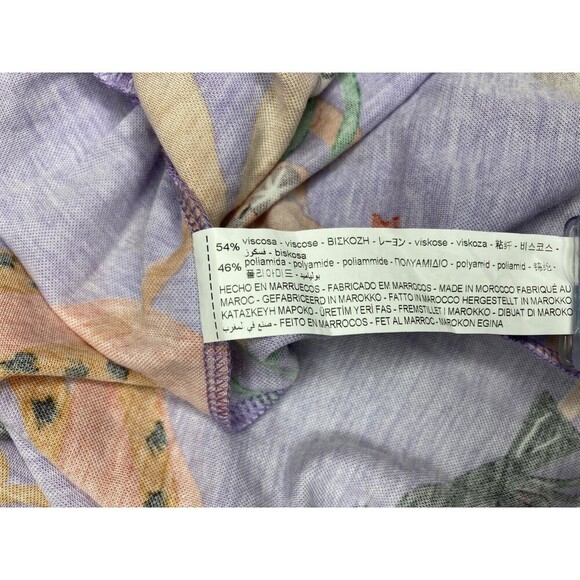 54% viscosa - viscose - ΒΙΣΚΟΖΗ - レーヨン - viskose - viskoza - 粘纤 - 비스코스 -
فسكوز - biskosa
46% poliamida - polyamide - poliammide - ΠΟΛΥΑΜΙΔΙΟ - polyamid - poliamid - 锦纶 -
폴리아미드 - بولياميد
HECHO EN MARRUECOS - FABRICADO EM MARROCOS - MADE IN MOROCCO FABRIQUÉ AU
MAROC - GEFABRICEERD IN MAROKKO - FATTO IN MAROCCO HERGESTELLT IN MAROKKO
ΚΑΤΑΣΚΕΥΗ ΜΑΡΟΚΟ - ÜRETİM YERİ FAS - FREMSTILLET I MAROKKO - DIBUAT DI MAROKO
صنع في المغرب - FEITO EN MARROCOS - FET AL MARROC - MAROKON EGINA